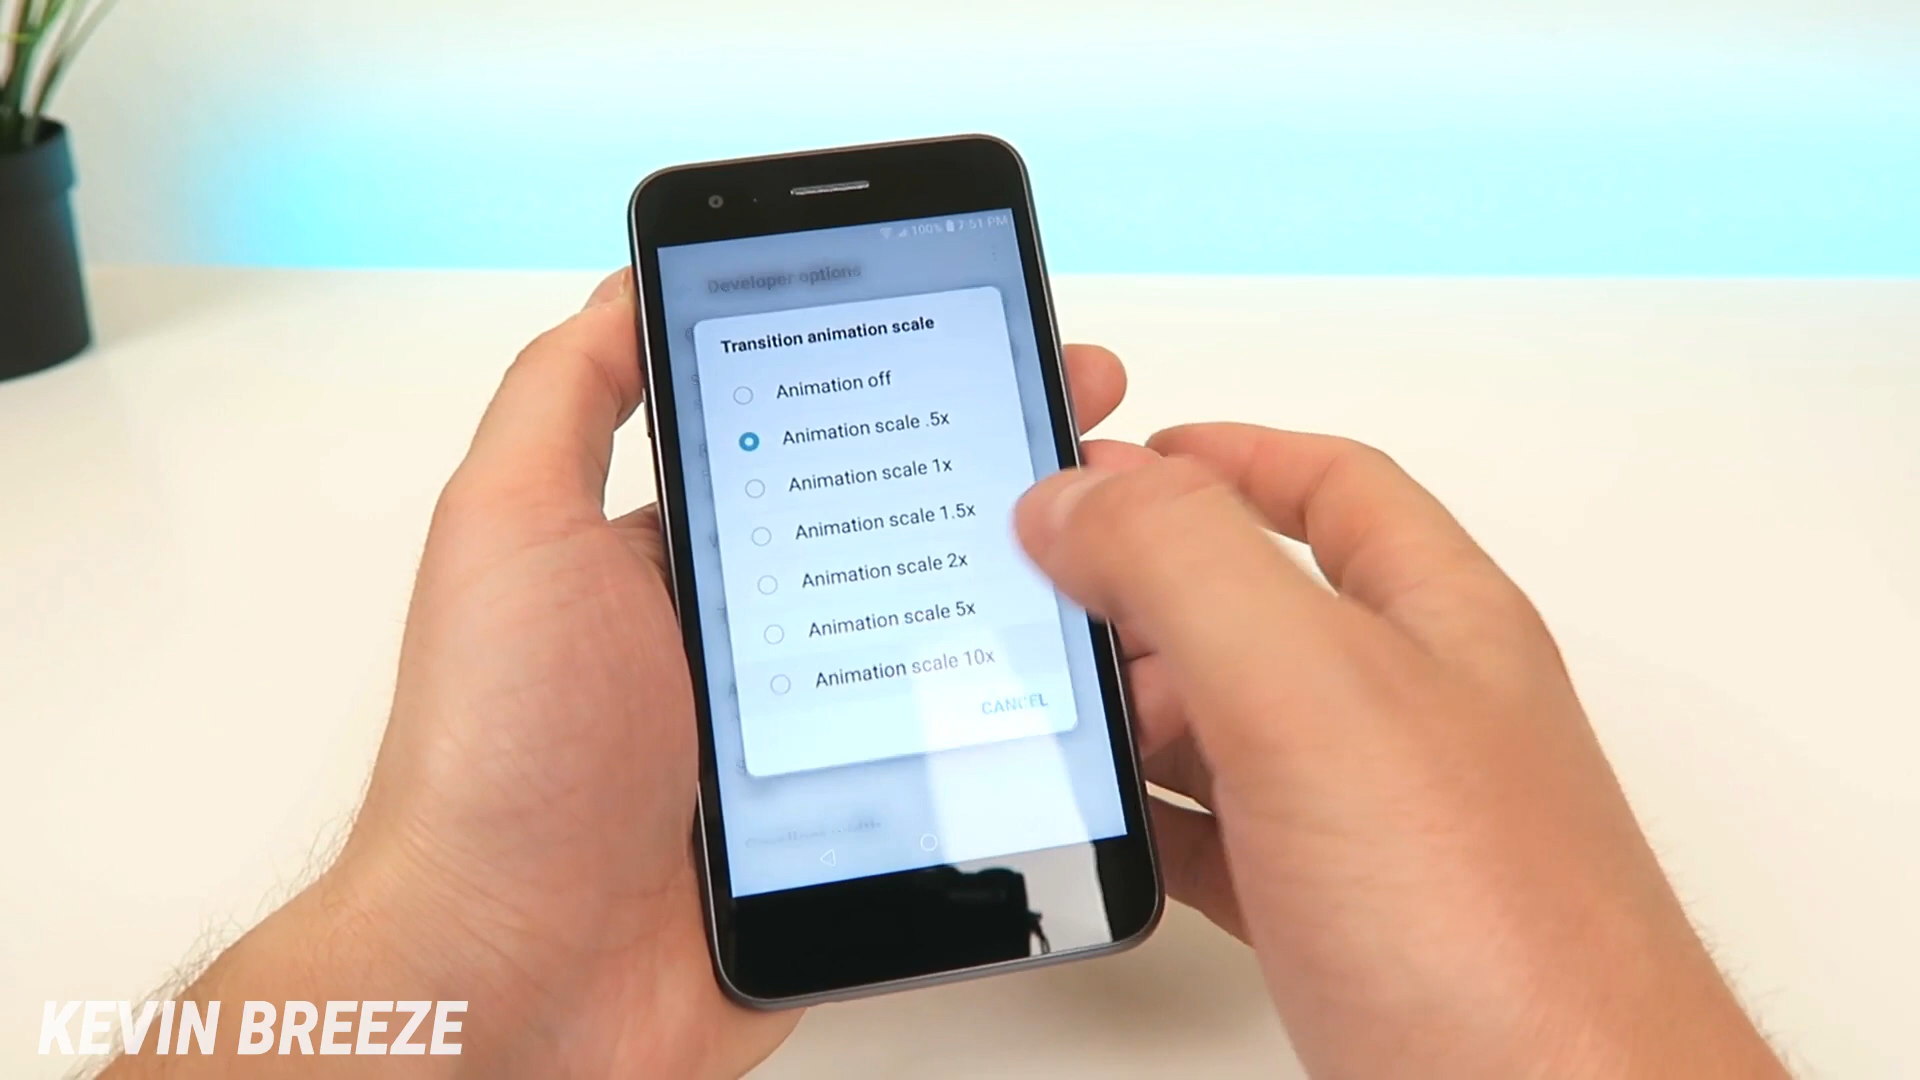 100% 7:51 PM
Developer options
Transition animation scale
Animation off
Animation scale .5x
Animation scale 1x
Animation scale 1.5x
Animation scale 2x
Animation scale 5x
Animation scale 10x
CANCEL
KEVIN BREEZE